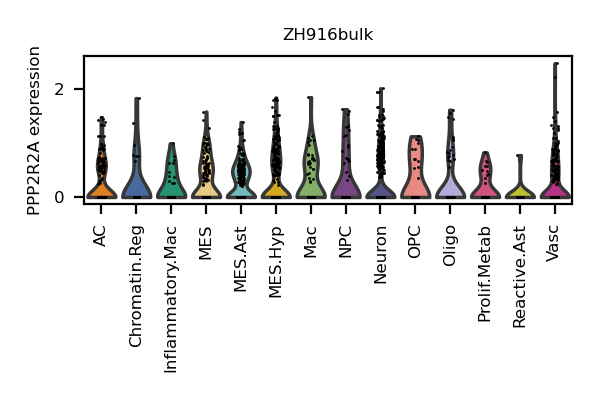 ZH916bulk
PPP2R2A expression
2
0
AC
Chromatin.Reg
Inflammatory.Mac
MES
MES.Ast
MES.Hyp
Mac
NPC
Neuron
OPC
Oligo
Prolif.Metab
Reactive.Ast
Vasc